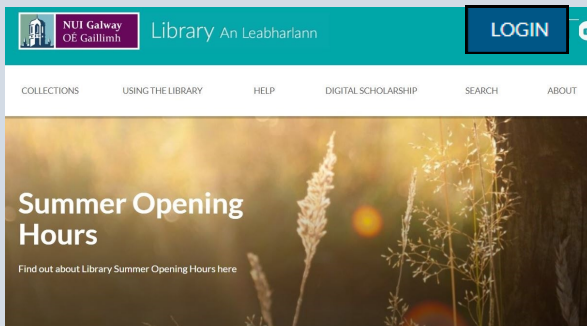 NUI Galway
OÉ Gaillimh
Library An Leabharlann
LOGIN
COLLECTIONS USING THE LIBRARY HELP DIGITAL SCHOLARSHIP SEARCH ABOUT
Summer Opening
Hours
Find out about Library Summer Opening Hours here